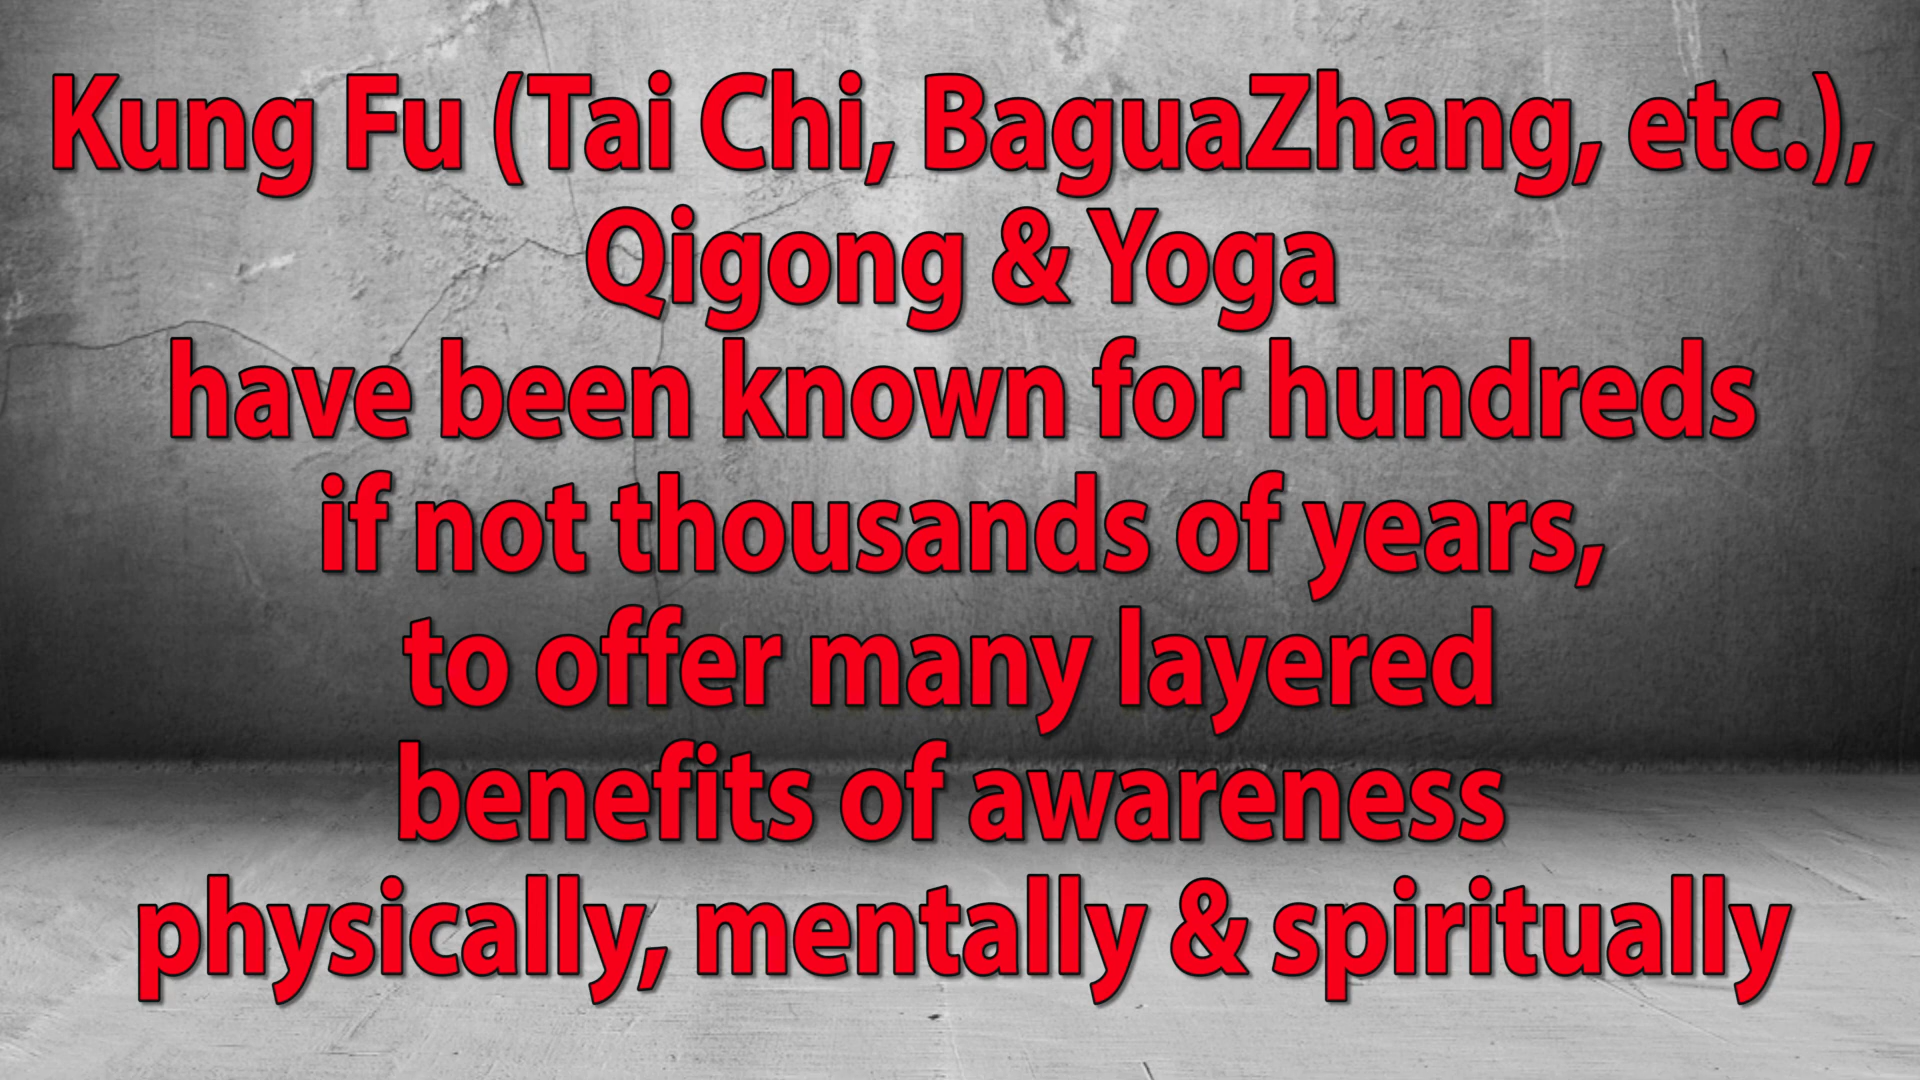 Kung Fu (Tai Chi, BaguaZhang, etc.),
Qigong & Yoga
have been known for hundreds
if not thousands of years,
to offer many layered
benefits of awareness
physically, mentally & spiritually